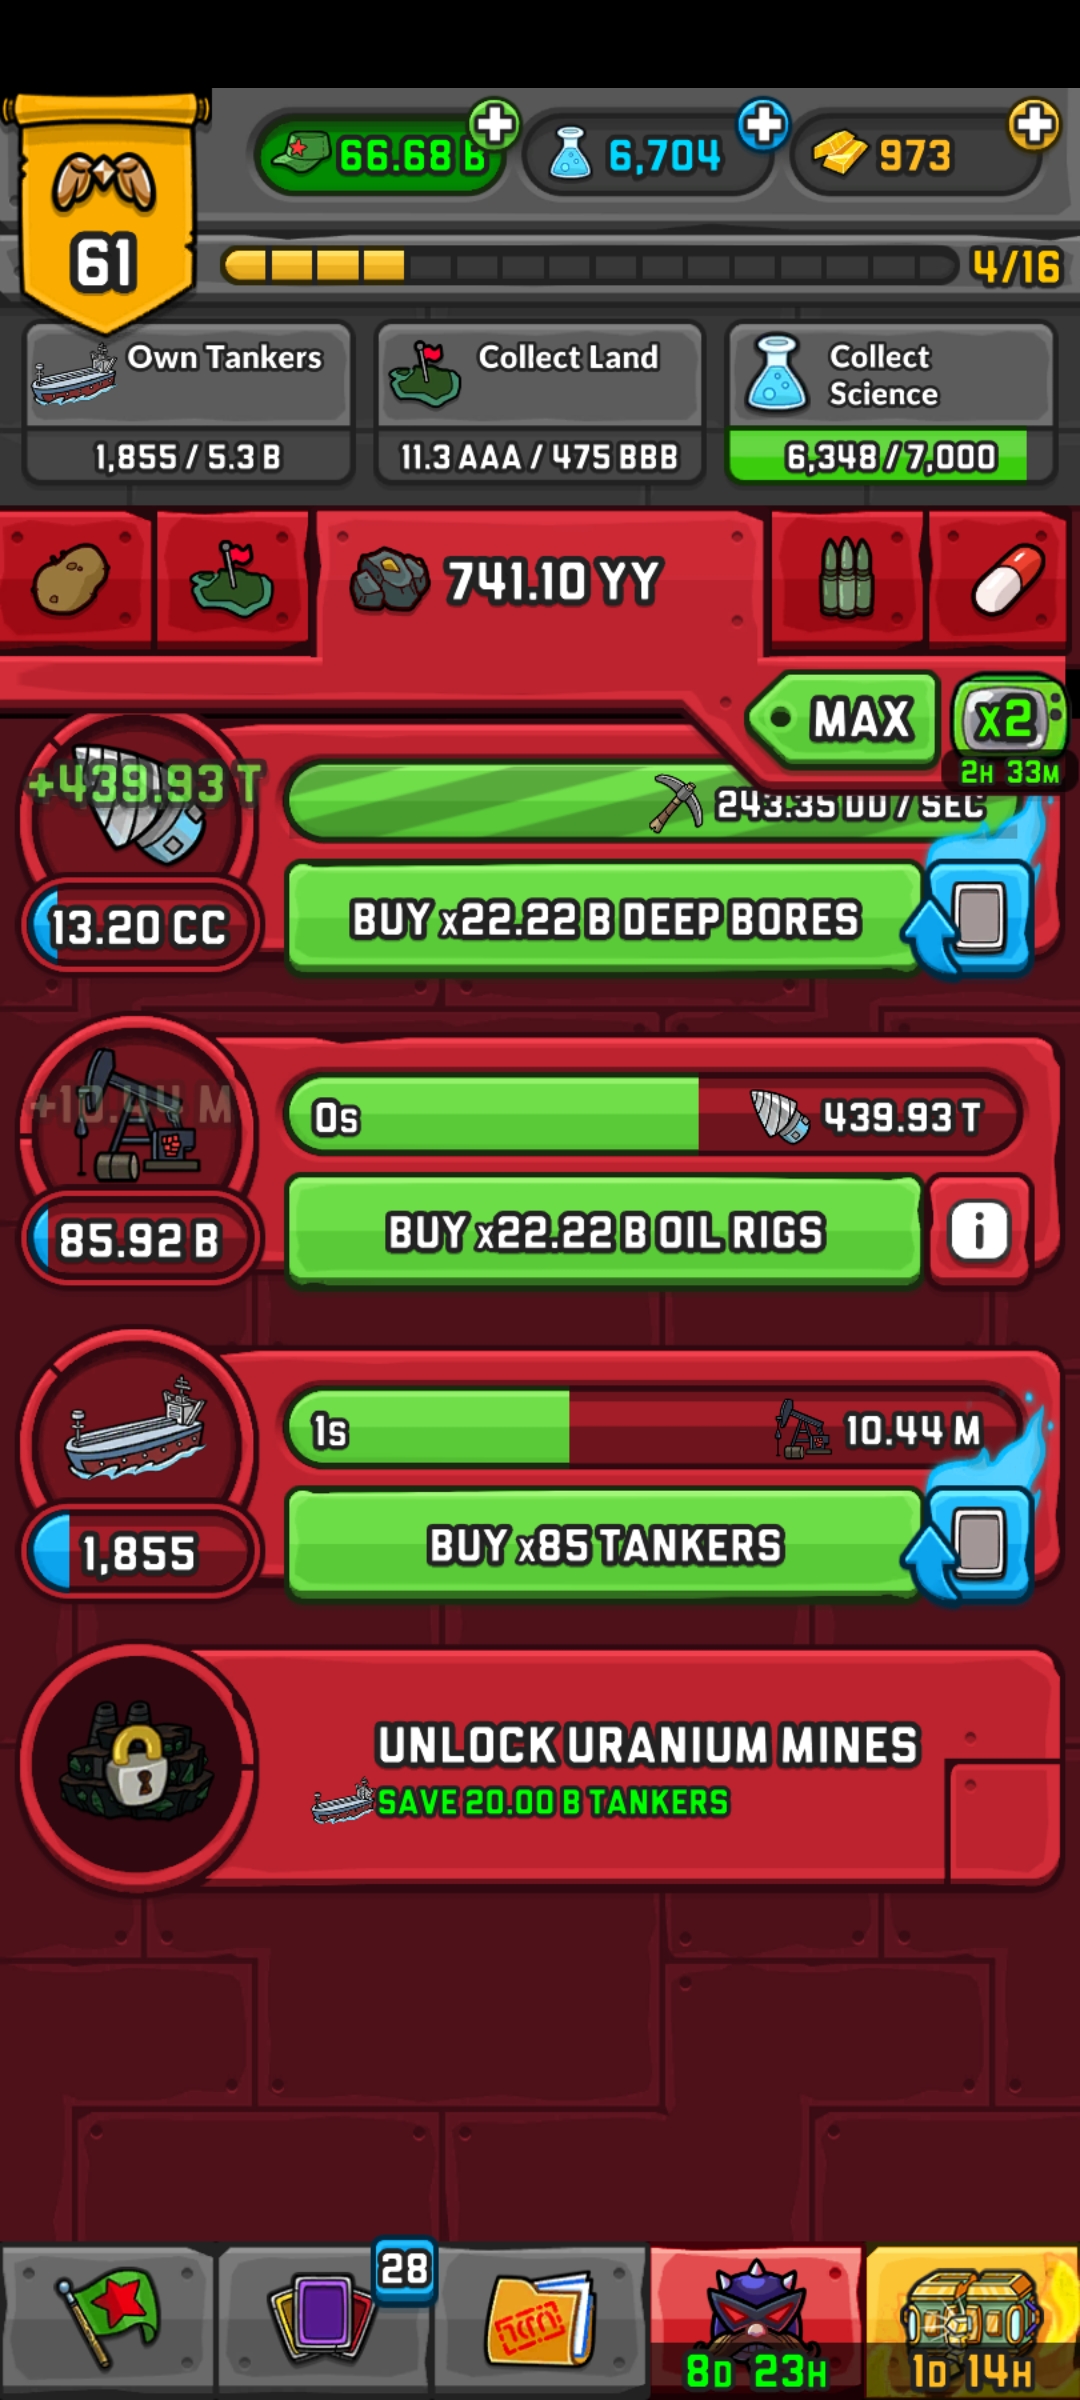 66.68 B
6,704
973
61
4/16
Own Tankers
1,855 / 5.3 B
Collect Land
11.3 AAA / 475 BBB
Collect
Science
6,348 / 7,000
741.10 YY
MAX
x2
2H 33M
+439.93 T
243.35 DD / SEC
13.20 CC
BUY x22.22 B DEEP BORES
+10.44 M
0s
439.93 T
85.92 B
BUY x22.22 B OIL RIGS
i
1s
10.44 M
1,855
BUY x85 TANKERS
UNLOCK URANIUM MINES
SAVE 20.00 B TANKERS
28
8D 23H
1D 14H